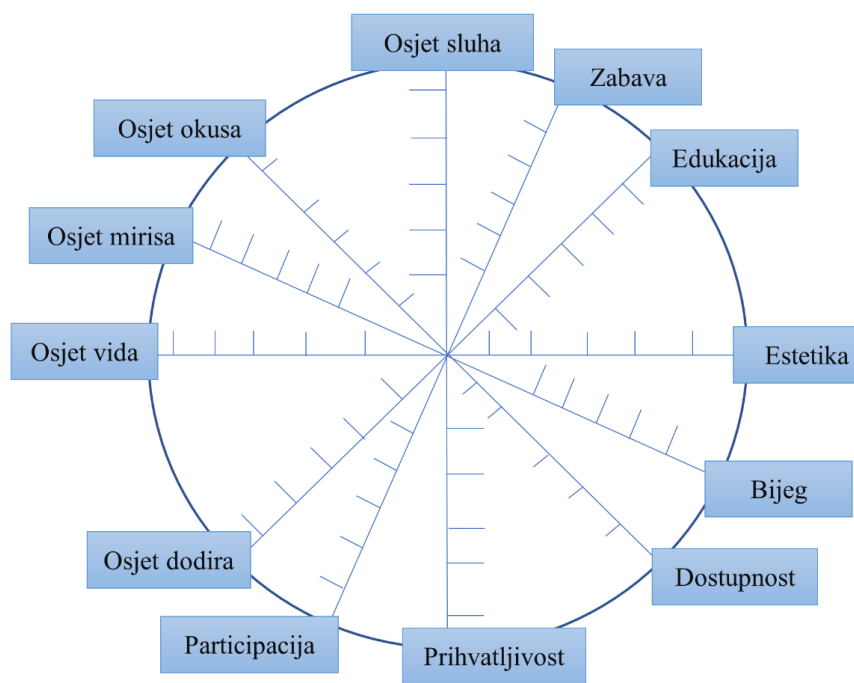 Osjet sluha
Zabava
Edukacija
Estetika
Bijeg
Dostupnost
Prihvatljivost
Participacija
Osjet dodira
Osjet vida
Osjet mirisa
Osjet okusa